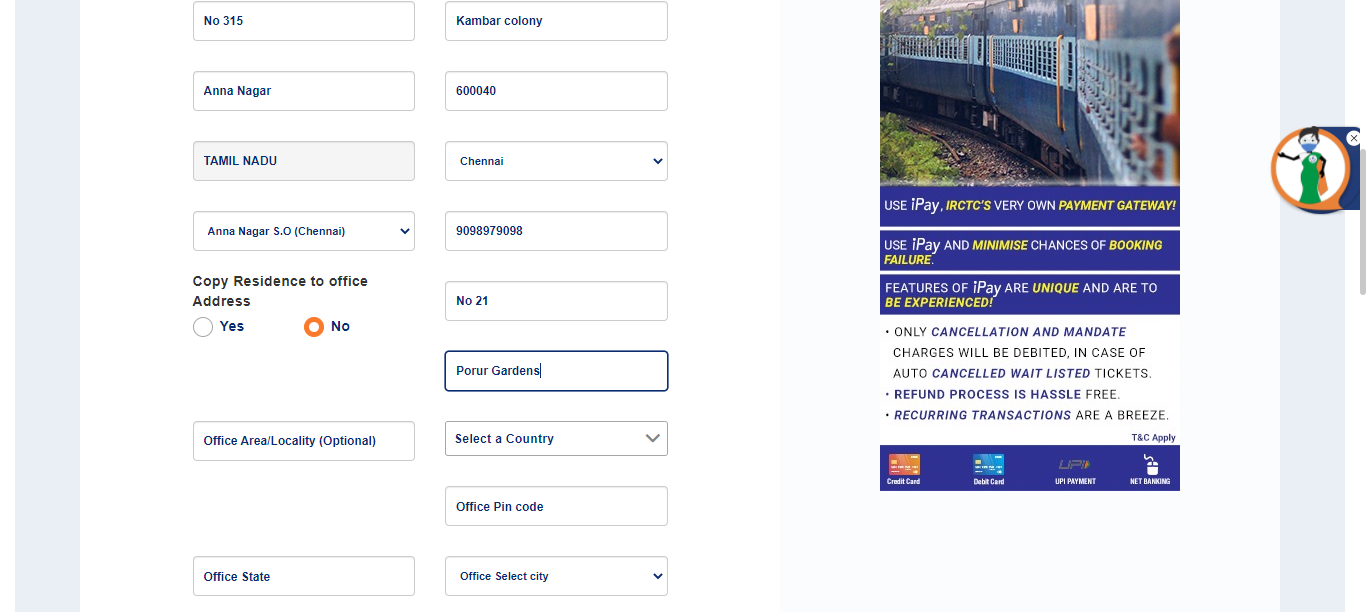 No 315
Kambar colony
Anna Nagar
600040
TAMIL NADU
Chennai
Anna Nagar S.O (Chennai)
9098979098
Copy Residence to office
Address
Yes
No
No 21
Porur Gardens
Office Area/Locality (Optional)
Select a Country
Office Pin code
Office State
Office Select city
USE iPay, IRCTC'S VERY OWN PAYMENT GATEWAY!
USE iPay AND MINIMISE CHANCES OF BOOKING
FAILURE.
FEATURES OF iPay ARE UNIQUE AND ARE TO
BE EXPERIENCED!
• ONLY CANCELLATION AND MANDATE
CHARGES WILL BE DEBITED, IN CASE OF
AUTO CANCELLED WAIT LISTED TICKETS.
• REFUND PROCESS IS HASSLE FREE.
• RECURRING TRANSACTIONS ARE A BREEZE.
T&C Apply
Credit Card
Debit Card
UPI
UPI PAYMENT
NET BANKING